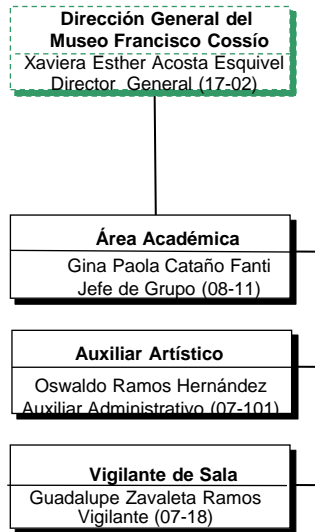 Dirección General del
Museo Francisco Cossío
Xaviera Esther Acosta Esquivel
Director General (17-02)
Área Académica
Gina Paola Cataño Fanti
Jefe de Grupo (08-11)
Auxiliar Artístico
Oswaldo Ramos Hernández
Auxiliar Administrativo (07-101)
Vigilante de Sala
Guadalupe Zavaleta Ramos
Vigilante (07-18)